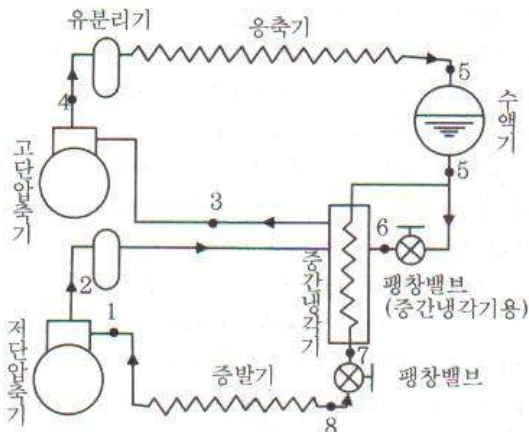 유분리기
응축기
5
수액기
4
고단압축기
5
3
6
팽창밸브
(중간냉각기용)
중간냉각기
2
1
저단압축기
7
증발기
팽창밸브
8